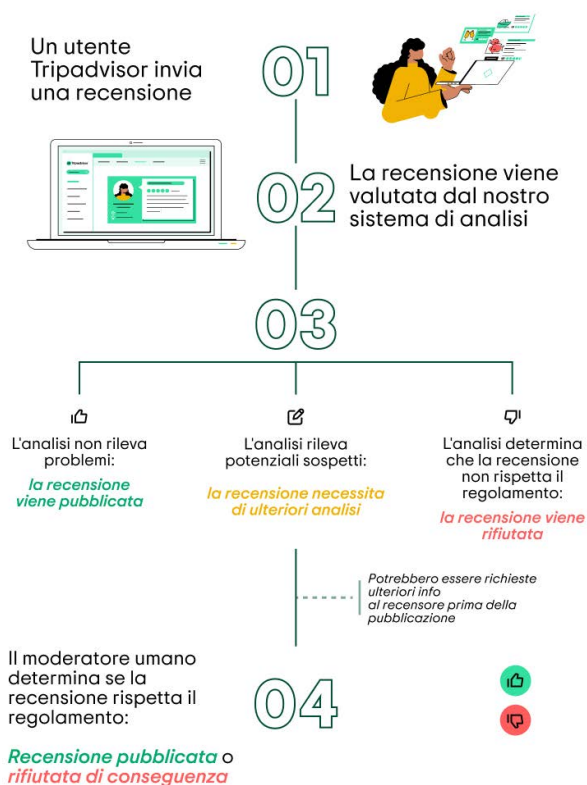 Un utente
Tripadvisor invia
una recensione
01
02
La recensione viene
valutata dal nostro
sistema di analisi
03
L'analisi non rileva
problemi:
la recensione
viene pubblicata
L'analisi rileva
potenziali sospetti:
la recensione necessita
di ulteriori analisi
L'analisi determina
che la recensione
non rispetta il
regolamento:
la recensione viene
rifiutata
Potrebbero essere richieste
ulteriori info
al recensore prima della
pubblicazione
Il moderatore umano
determina se la
recensione rispetta il
regolamento:
Recensione pubblicata o
rifiutata di conseguenza
04